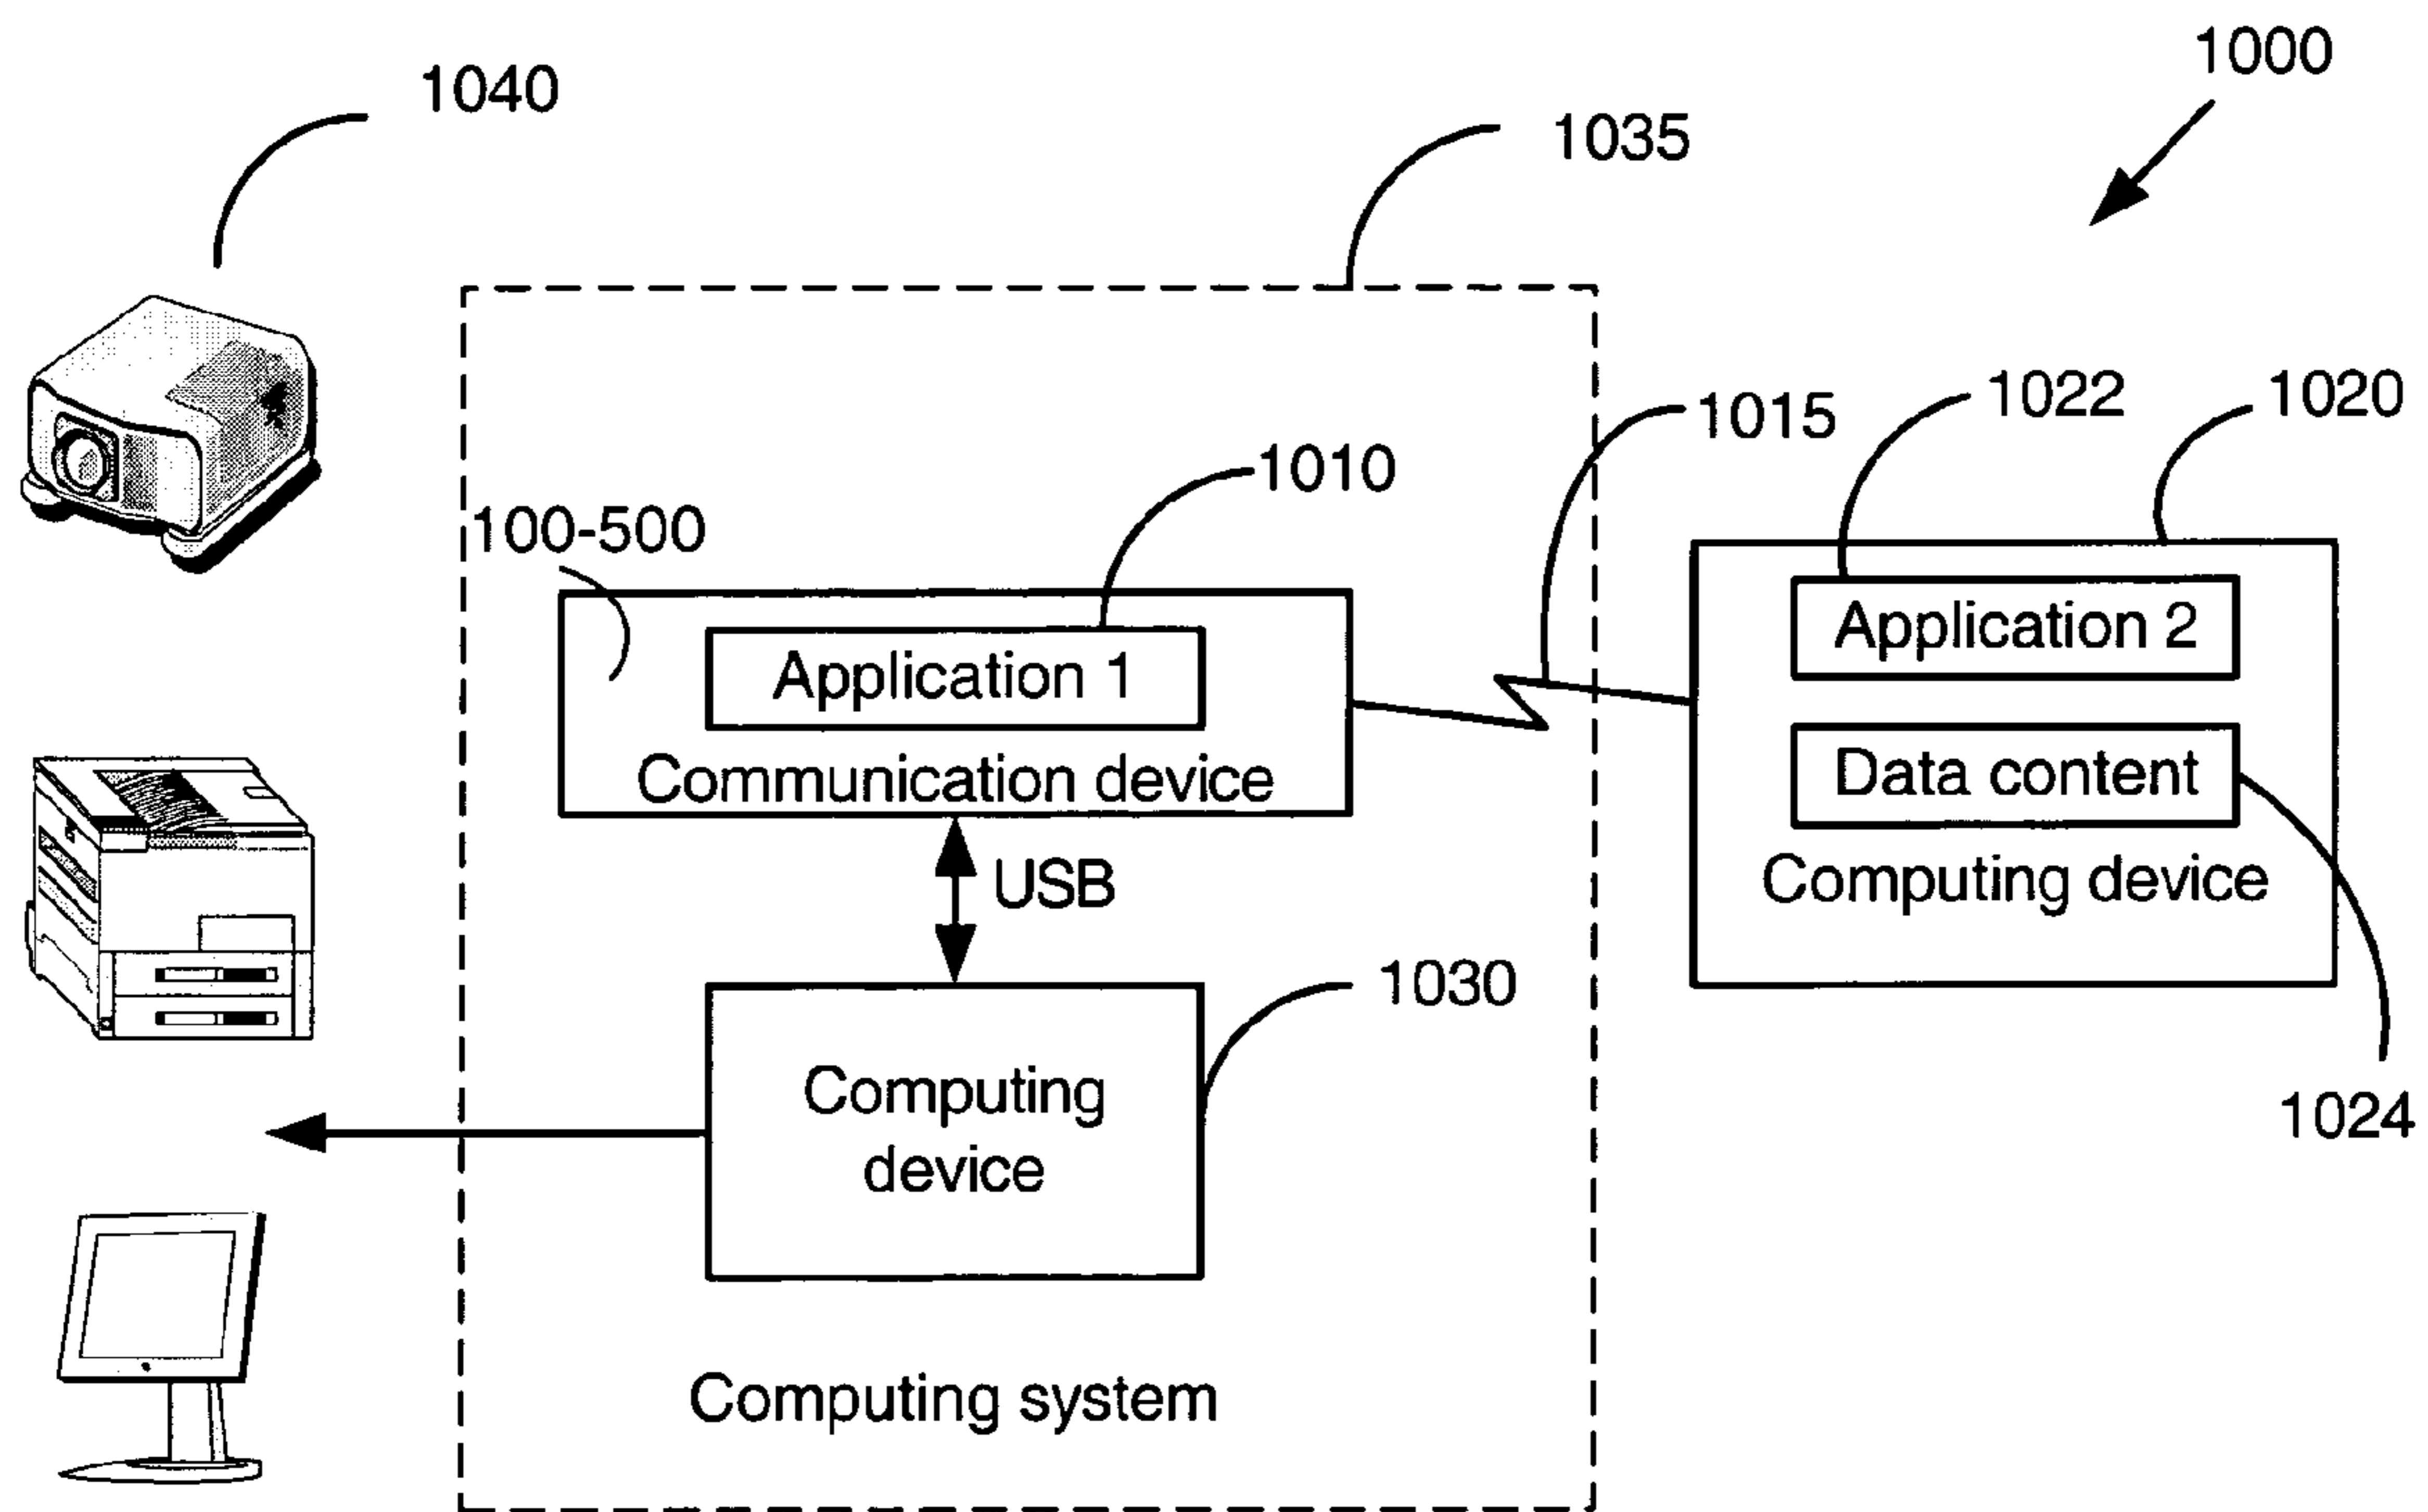 1000
1040
1035
1022
1020
1015
1010
100-500
Application 1
Communication device
Application 2
Data content
Computing device
USB
1030
1024
Computing
device
Computing system